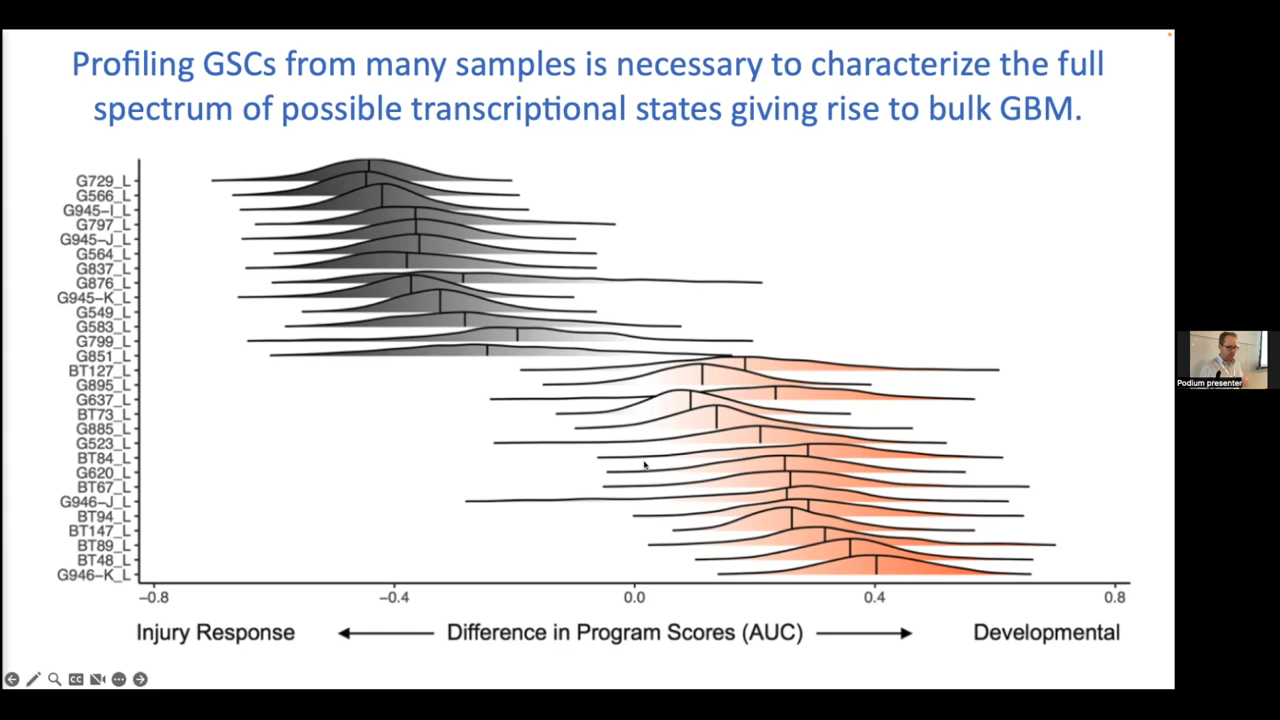 Profiling GSCs from many samples is necessary to characterize the full
spectrum of possible transcriptional states giving rise to bulk GBM.
G729_L
G566_L
G945-I_L
G797_L
G945-J_L
G564_L
G837_L
G876_L
G945-K_L
G549_L
G583_L
G799_L
G851_L
BT127_L
G895_L
G637_L
BT73_L
G885_L
G523_L
BT84_L
G620_L
BT67_L
G946-J_L
BT94_L
BT147_L
BT89_L
BT48_L
G946-K_L
−0.8 −0.4 0.0 0.4 0.8
Injury Response Difference in Program Scores (AUC) Developmental
CC
Podium presenter